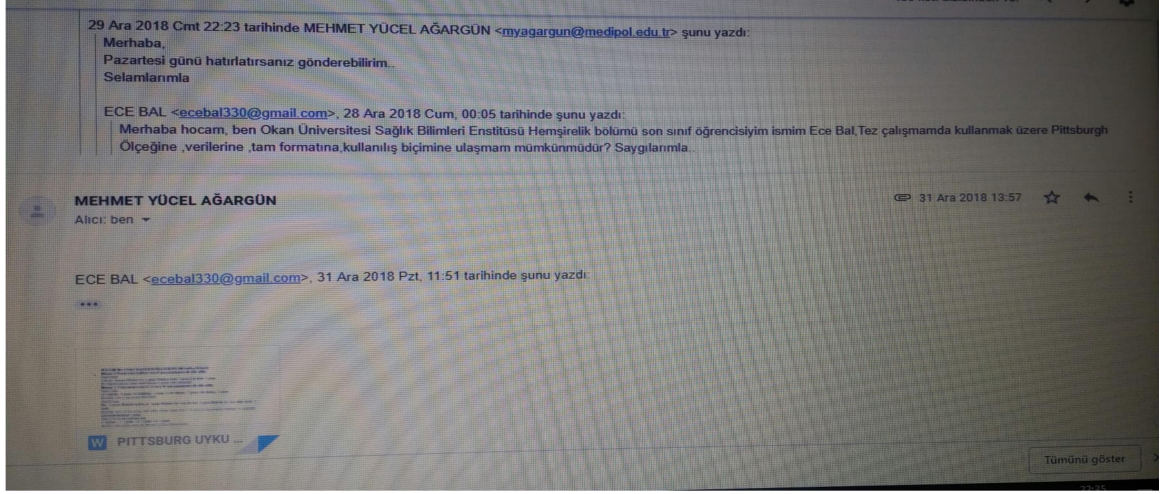 29 Ara 2018 Cmt 22:23 tarihinde MEHMET YÜCEL AĞARGÜN <myagargun@medipol.edu.tr> şunu yazdı:
Merhaba,
Pazartesi günü hatırlatırsanız gönderebilirim..
Selamlarımla
ECE BAL <ecebal330@gmail.com>, 28 Ara 2018 Cum, 00:05 tarihinde şunu yazdı:
Merhaba hocam, ben Okan Üniversitesi Sağlık Bilimleri Enstitüsü Hemşirelik bölümü son sınıf öğrencisiyim ismim Ece Bal,Tez çalışmamda kullanmak üzere Pittsburgh
Ölçeğine ,verilerine ,tam formatına,kullanılış biçimine ulaşmam mümkünmüdür? Saygılarımla..
MEHMET YÜCEL AĞARGÜN
31 Ara 2018 13:57
Alıcı: ben
ECE BAL <ecebal330@gmail.com>, 31 Ara 2018 Pzt, 11:51 tarihinde şunu yazdı:
W PITTSBURG UYKU ...
Tümünü göster
22:25